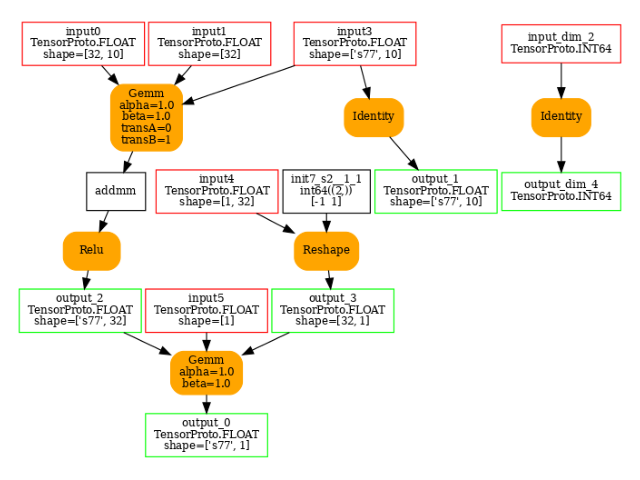 input0
TensorProto.FLOAT
shape=[32, 10]
input1
TensorProto.FLOAT
shape=[32]
input3
TensorProto.FLOAT
shape=['s77', 10]
input_dim_2
TensorProto.INT64
Gemm
alpha=1.0
beta=1.0
transA=0
transB=1
Identity
Identity
addmm
input4
TensorProto.FLOAT
shape=[1, 32]
init7_s2__1_1
int64((2,))
[-1 1]
output_1
TensorProto.FLOAT
shape=['s77', 10]
output_dim_4
TensorProto.INT64
Relu
Reshape
output_2
TensorProto.FLOAT
shape=['s77', 32]
input5
TensorProto.FLOAT
shape=[1]
output_3
TensorProto.FLOAT
shape=[32, 1]
Gemm
alpha=1.0
beta=1.0
output_0
TensorProto.FLOAT
shape=['s77', 1]